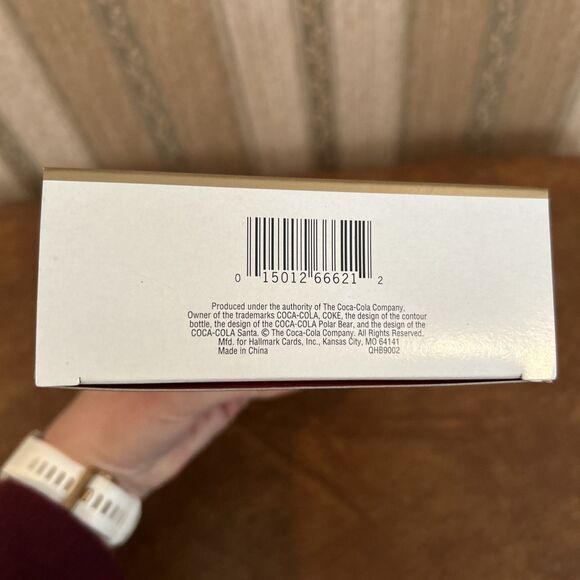 0 15012 66621 2
Produced under the authority of The Coca-Cola Company,
Owner of the trademarks COCA-COLA, COKE, the design of the contour
bottle, the design of the COCA-COLA Polar Bear, and the design of the
COCA-COLA Santa. © The Coca-Cola Company. All Rights Reserved.
Mfd. for Hallmark Cards, Inc., Kansas City, MO 64141
Made in China QHB9002